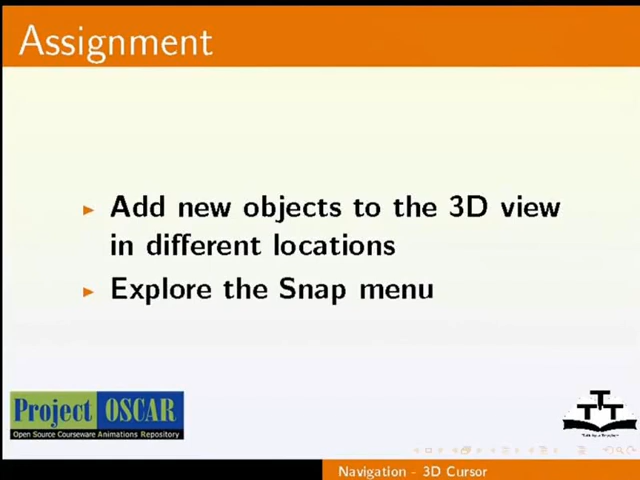 Assignment
Add new objects to the 3D view
in different locations
Explore the Snap menu
Project OSCAR
Open Source Courseware Animations Repository
TTT
Navigation - 3D Cursor